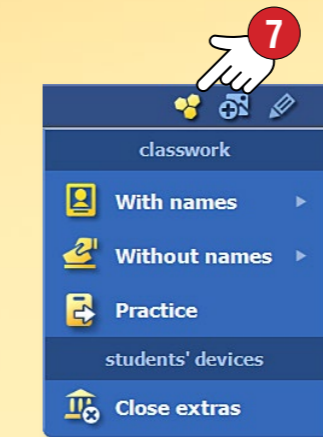 7
classwork
With names
Without names
Practice
students' devices
Close extras